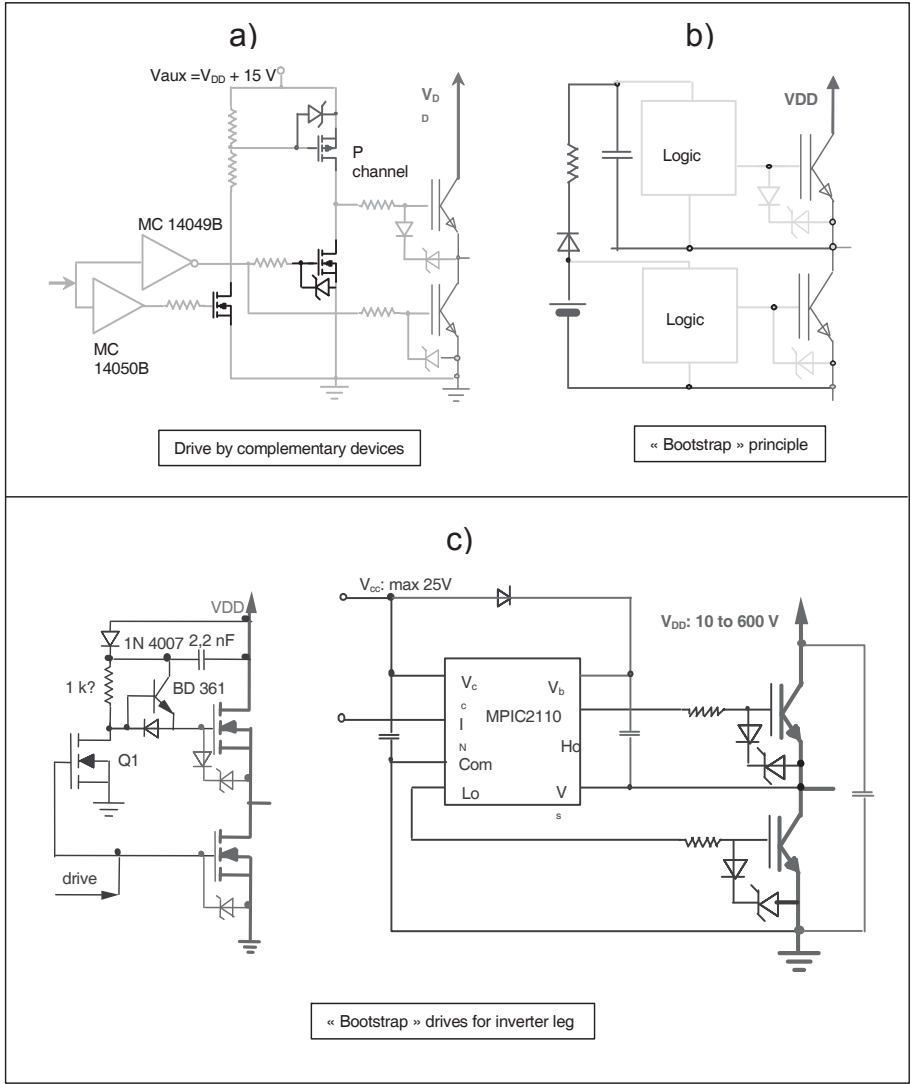 a)
Vaux =VDD + 15 V
VD
D
P
channel
MC 14049B
MC
14050B
Drive by complementary devices
b)
VDD
Logic
Logic
« Bootstrap » principle
c)
VDD
1N 4007 2,2 nF
1 k?
BD 361
Q1
drive
Vcc: max 25V
VDD: 10 to 600 V
Vc
c
Vb
MPIC2110
I
N
Ho
Com
Lo
V
s
« Bootstrap » drives for inverter leg